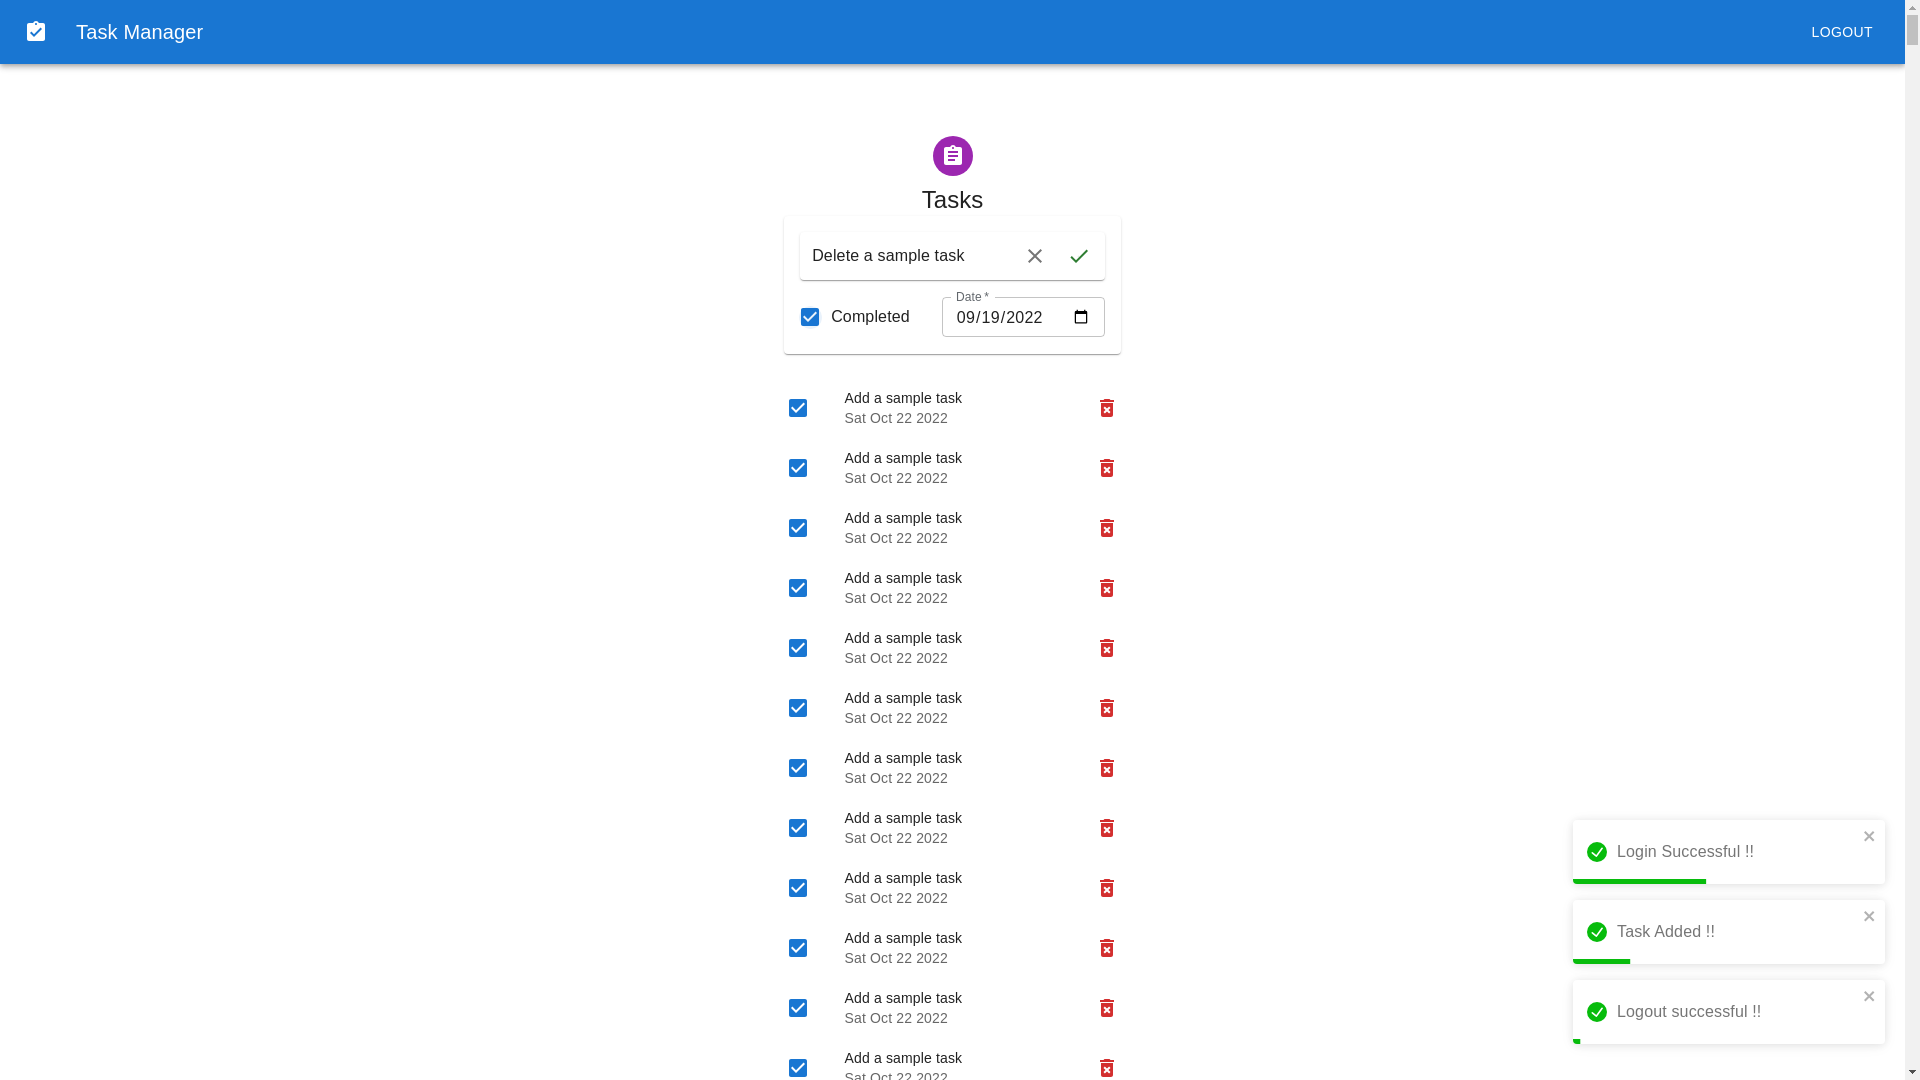 Task Manager
LOGOUT
Tasks
Delete a sample task
Completed
Date *
09/19/2022
Add a sample task
Sat Oct 22 2022
Add a sample task
Sat Oct 22 2022
Add a sample task
Sat Oct 22 2022
Add a sample task
Sat Oct 22 2022
Add a sample task
Sat Oct 22 2022
Add a sample task
Sat Oct 22 2022
Add a sample task
Sat Oct 22 2022
Add a sample task
Sat Oct 22 2022
Add a sample task
Sat Oct 22 2022
Add a sample task
Sat Oct 22 2022
Add a sample task
Sat Oct 22 2022
Add a sample task
Sat Oct 22 2022
Login Successful !!
Task Added !!
Logout successful !!